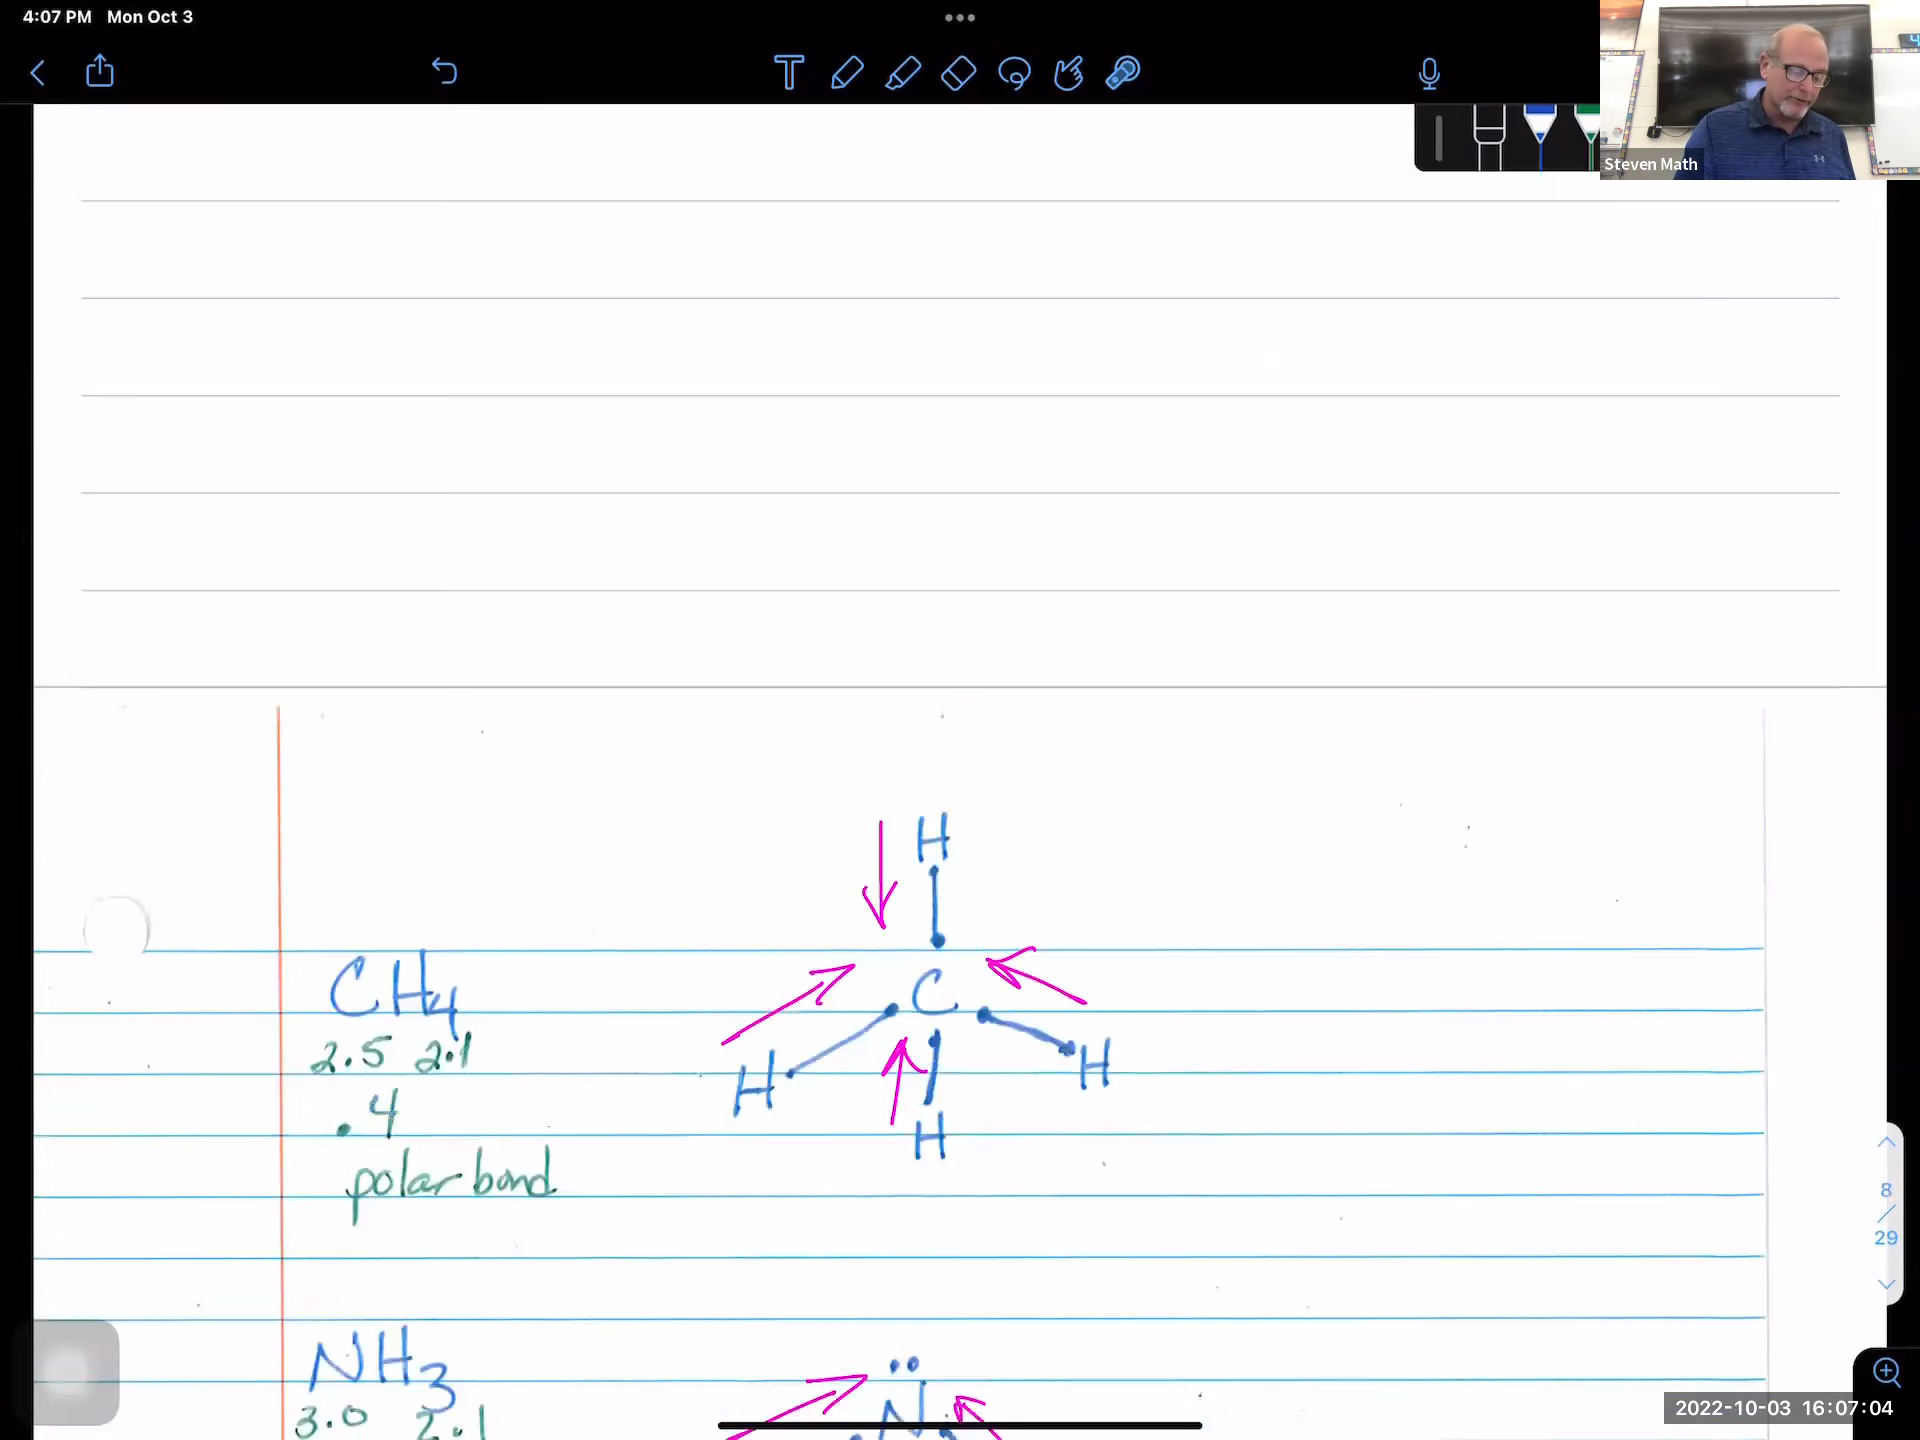 4:07 PM Mon Oct 3
Steven Math
H
CH4
C
2.5 2.1
H
H
.4
H
polar bond
8
/
29
NH3
N
3.0 2.1
2022-10-03 16:07:04